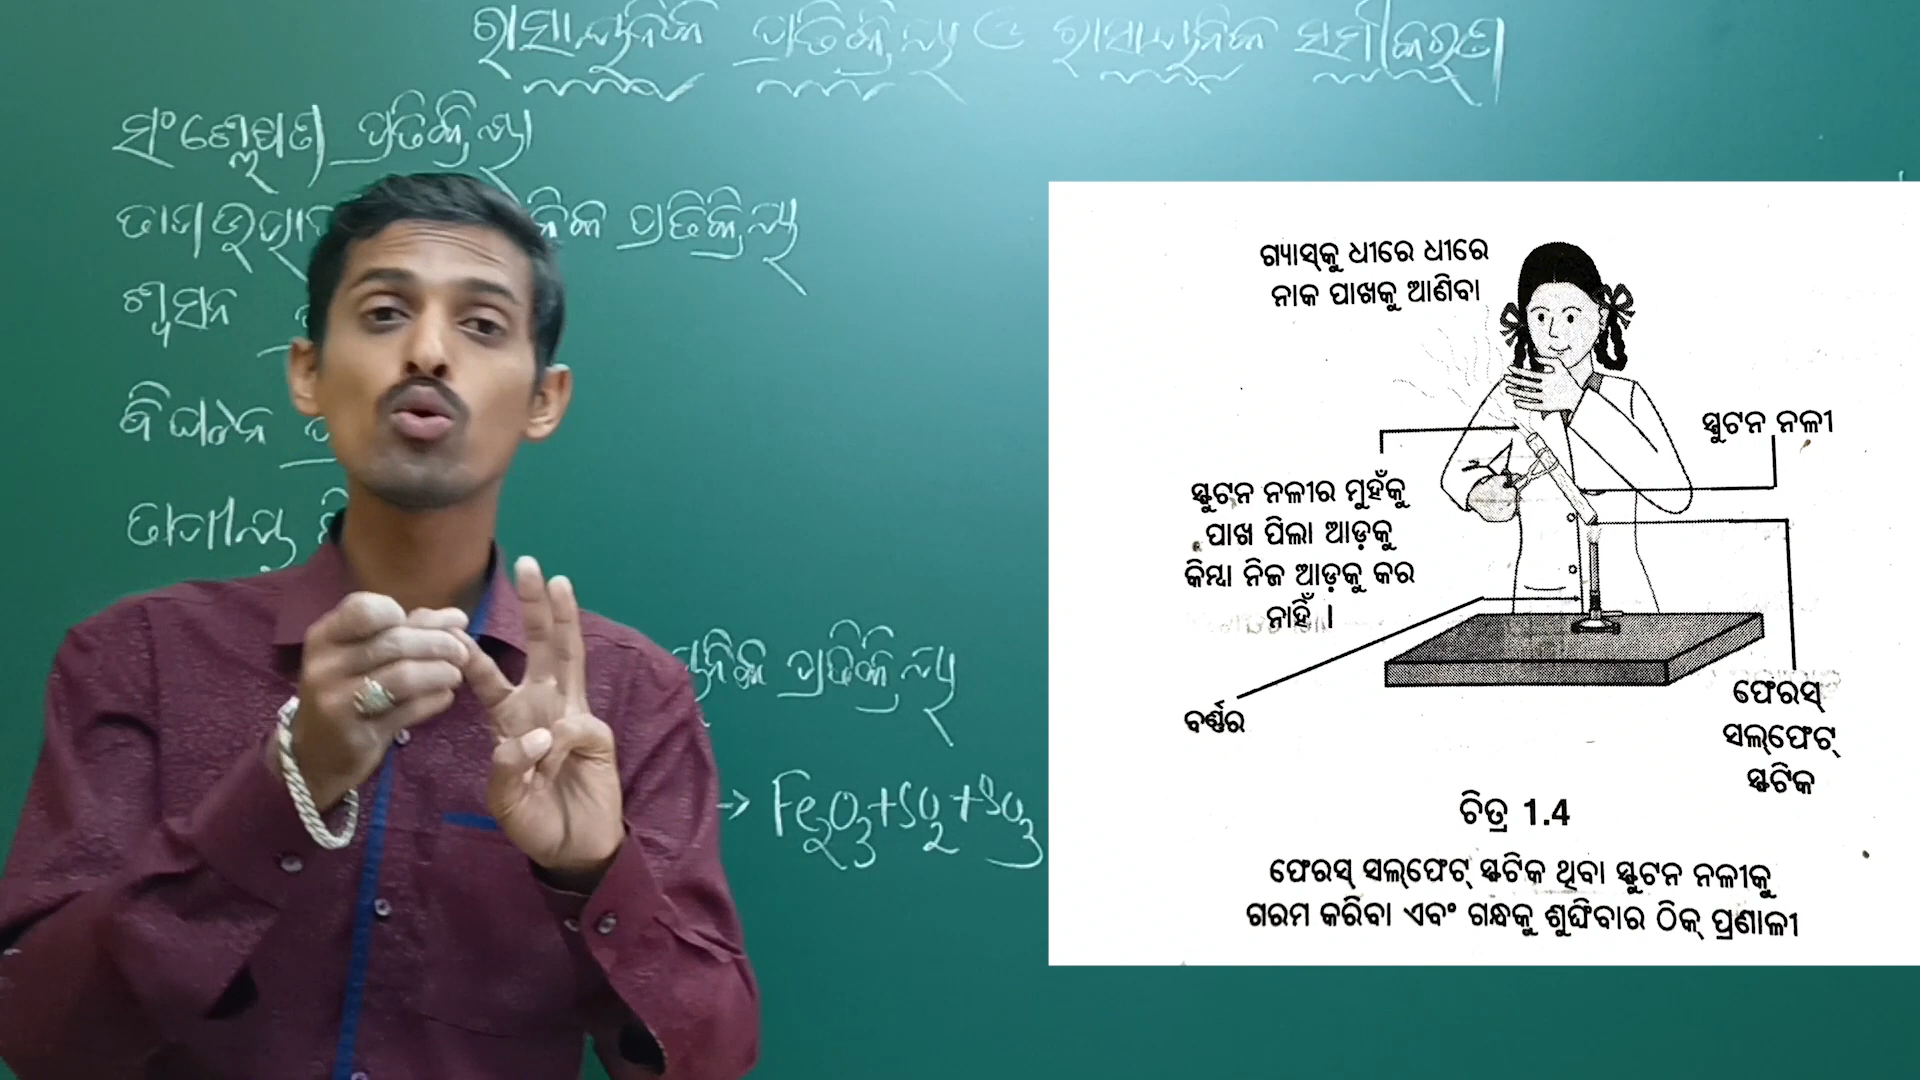 ରାସାୟନିକ ପ୍ରତିକ୍ରିୟା ଓ ରାସାୟନିକ ସମୀକରଣ
ସଂଶ୍ଳେଷଣ ପ୍ରତିକ୍ରିୟା
ପ୍ରତିକ୍ରିୟା
ଶ୍ୱସନ
ବିଘଟନ
ତାପୀୟ
ପ୍ରତିକ୍ରିୟା
→ Fe₂O₃+SO₂+SO₃
ଗ୍ୟାସ୍‌କୁ ଧୀରେ ଧୀରେ
ନାକ ପାଖକୁ ଆଣିବା
ସ୍ଫୁଟନ ନଳୀ
ସ୍ଫୁଟନ ନଳୀର ମୁହଁକୁ
ପାଖ ପିଲା ଆଡ଼କୁ
କିମ୍ୱା ନିଜ ଆଡ଼କୁ କର
ନାହିଁ ।
ବର୍ଣ୍ଣର
ଫେରସ୍
ସଲ୍‌ଫେଟ୍
ସ୍ଫଟିକ
ଚିତ୍ର 1.4
ଫେରସ୍ ସଲ୍‌ଫେଟ୍ ସ୍ଫଟିକ ଥିବା ସ୍ଫୁଟନ ନଳୀକୁ
ଗରମ କରିବା ଏବଂ ଗନ୍ଧକୁ ଶୁଙ୍ଘିବାର ଠିକ୍ ପ୍ରଣାଳୀ